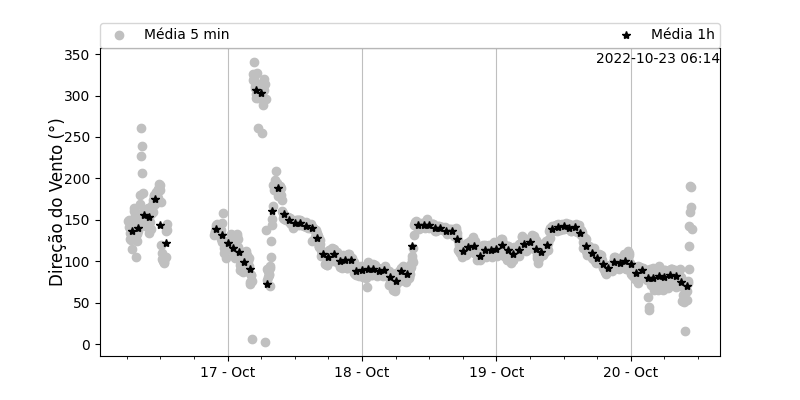 Média 5 min
Média 1h
2022-10-23 06:14
Direção do Vento (°)
350
300
250
200
150
100
50
0
17 - Oct
18 - Oct
19 - Oct
20 - Oct